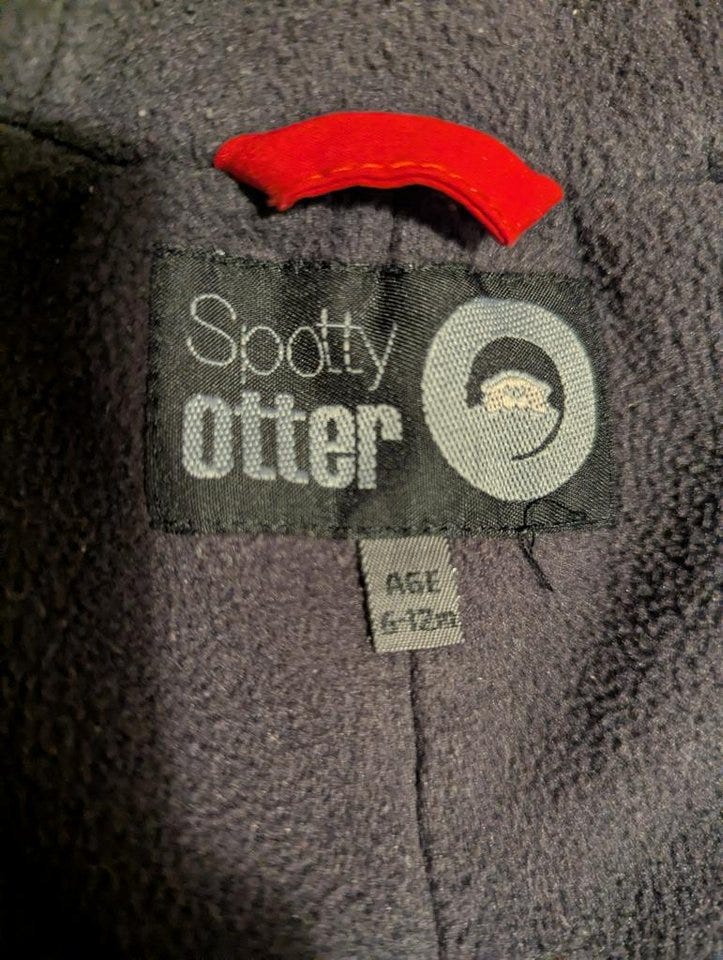 Spotty
Otter
AGE
6-12m